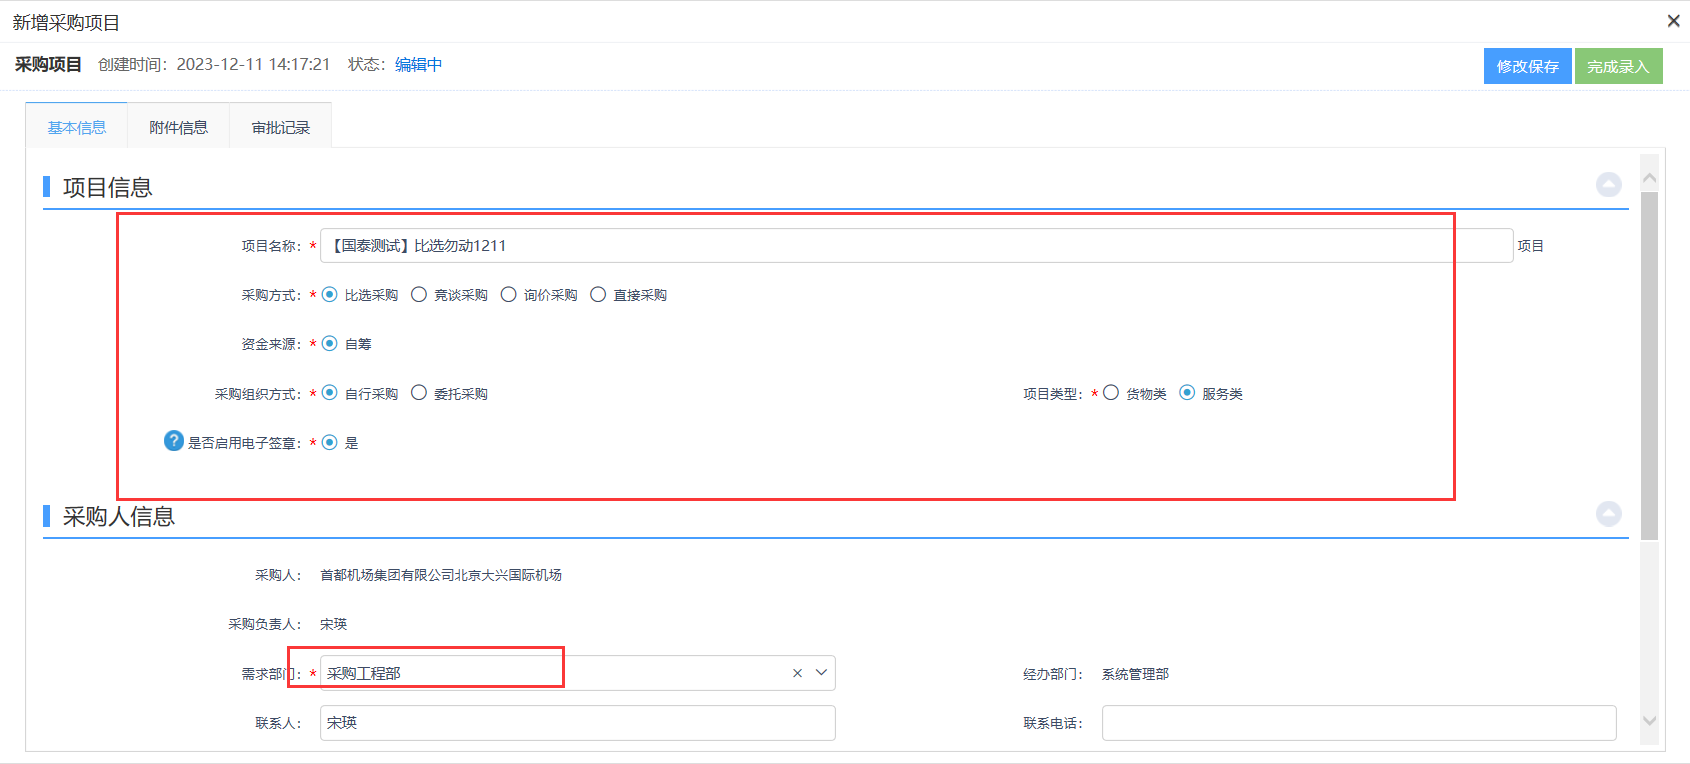 新增采购项目
采购项目 创建时间：2023-12-11 14:17:21 状态：编辑中 修改保存 完成录入
基本信息 附件信息 审批记录
项目信息
项目名称：* 【国泰测试】比选勿动1211 项目
采购方式：* 比选采购 竞谈采购 询价采购 直接采购
资金来源：* 自筹
采购组织方式：* 自行采购 委托采购 项目类型：* 货物类 服务类
? 是否启用电子签章：* 是
采购人信息
采购人： 首都机场集团有限公司北京大兴国际机场
采购负责人： 宋瑛
需求部门：* 采购工程部 经办部门： 系统管理部
联系人： 宋瑛 联系电话：